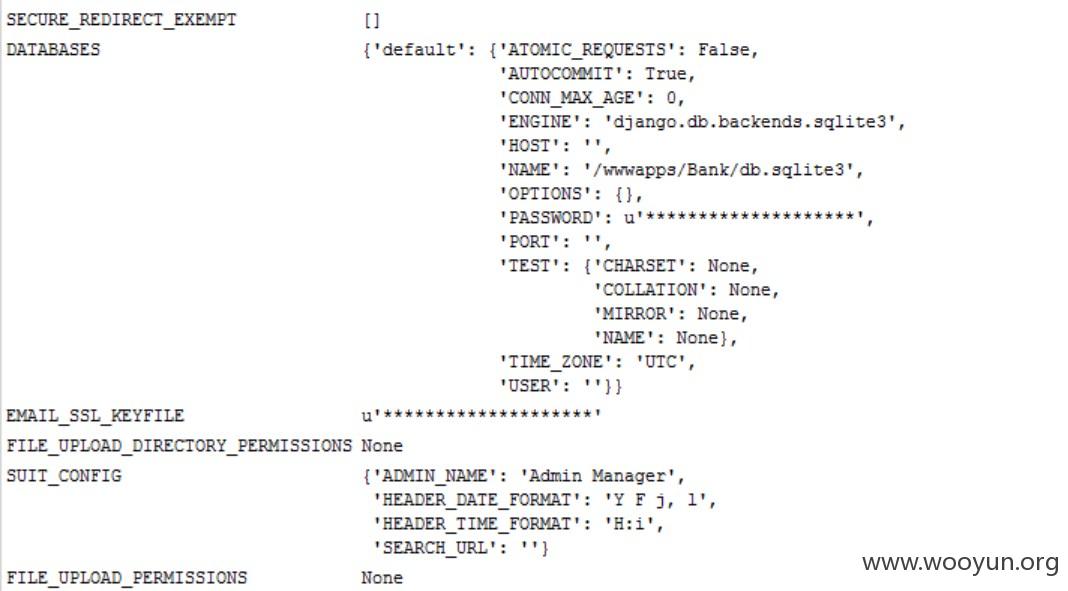 SECURE_REDIRECT_EXEMPT []
DATABASES {'default': {'ATOMIC_REQUESTS': False,
'AUTOCOMMIT': True,
'CONN_MAX_AGE': 0,
'ENGINE': 'django.db.backends.sqlite3',
'HOST': '',
'NAME': '/wwwapps/Bank/db.sqlite3',
'OPTIONS': {},
'PASSWORD': u'********************',
'PORT': '',
'TEST': {'CHARSET': None,
'COLLATION': None,
'MIRROR': None,
'NAME': None},
'TIME_ZONE': 'UTC',
'USER': ''}}
EMAIL_SSL_KEYFILE u'********************'
FILE_UPLOAD_DIRECTORY_PERMISSIONS None
SUIT_CONFIG {'ADMIN_NAME': 'Admin Manager',
'HEADER_DATE_FORMAT': 'Y F j, l',
'HEADER_TIME_FORMAT': 'H:i',
'SEARCH_URL': ''}
FILE_UPLOAD_PERMISSIONS None
www.wooyun.org